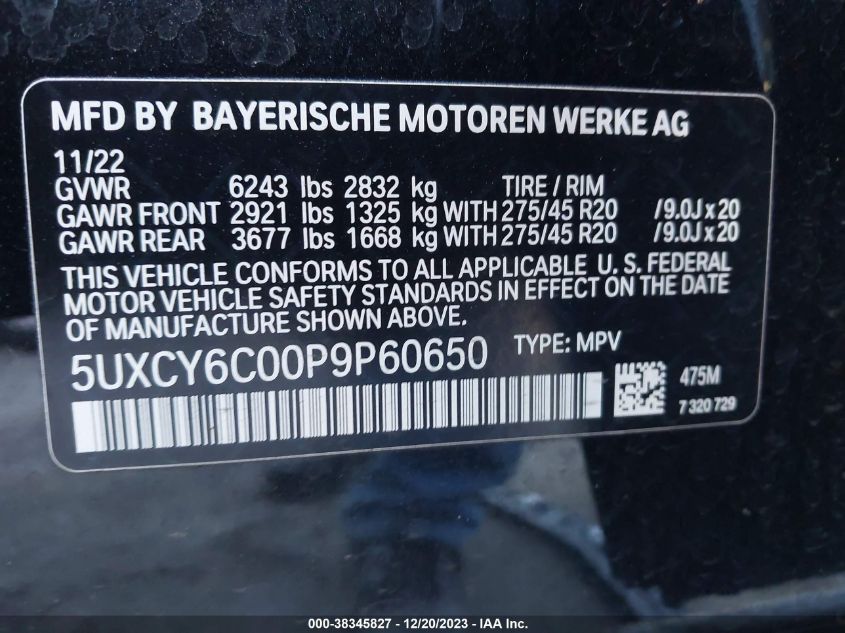 MFD BY BAYERISCHE MOTOREN WERKE AG
11/22
GVWR 6243 lbs 2832 kg TIRE / RIM
GAWR FRONT 2921 lbs 1325 kg WITH 275/45 R20 /9.0J x 20
GAWR REAR 3677 lbs 1668 kg WITH 275/45 R20 /9.0J x 20
THIS VEHICLE CONFORMS TO ALL APPLICABLE U. S. FEDERAL
MOTOR VEHICLE SAFETY STANDARDS IN EFFECT ON THE DATE
OF MANUFACTURE SHOWN ABOVE.
5UXCY6C00P9P60650 TYPE: MPV
475M
7 320 729
000-38345827 - 12/20/2023 - IAA Inc.